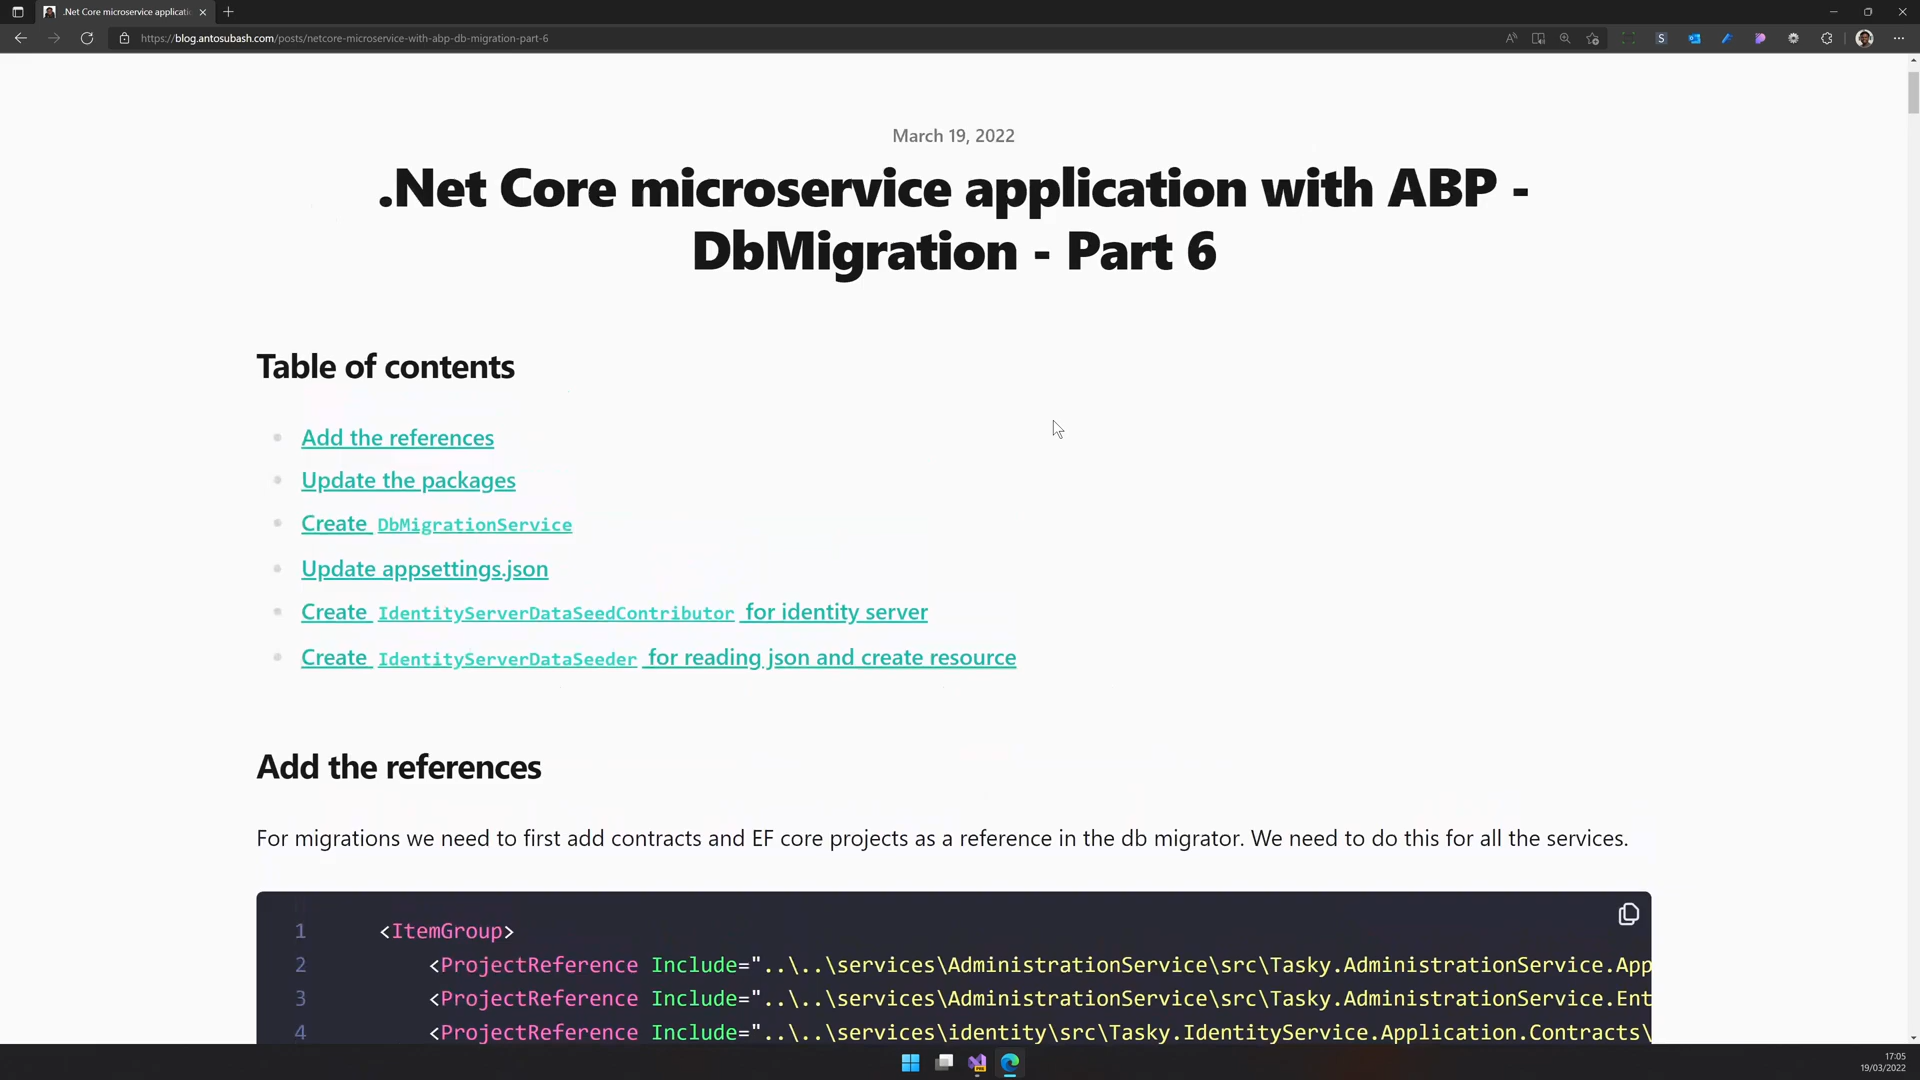 .Net Core microservice applicatio
https://blog.antosubash.com/posts/netcore-microservice-with-abp-db-migration-part-6
March 19, 2022
.Net Core microservice application with ABP -
DbMigration - Part 6
Table of contents
Add the references
Update the packages
Create DbMigrationService
Update appsettings.json
Create IdentityServerDataSeedContributor for identity server
Create IdentityServerDataSeeder for reading json and create resource
Add the references
For migrations we need to first add contracts and EF core projects as a reference in the db migrator. We need to do this for all the services.
1 <ItemGroup>
2 <ProjectReference Include="..\..\services\AdministrationService\src\Tasky.AdministrationService.App
3 <ProjectReference Include="..\..\services\AdministrationService\src\Tasky.AdministrationService.Ent
4 <ProjectReference Include="..\..\services\identity\src\Tasky.IdentityService.Application.Contracts\
17:05
19/03/2022